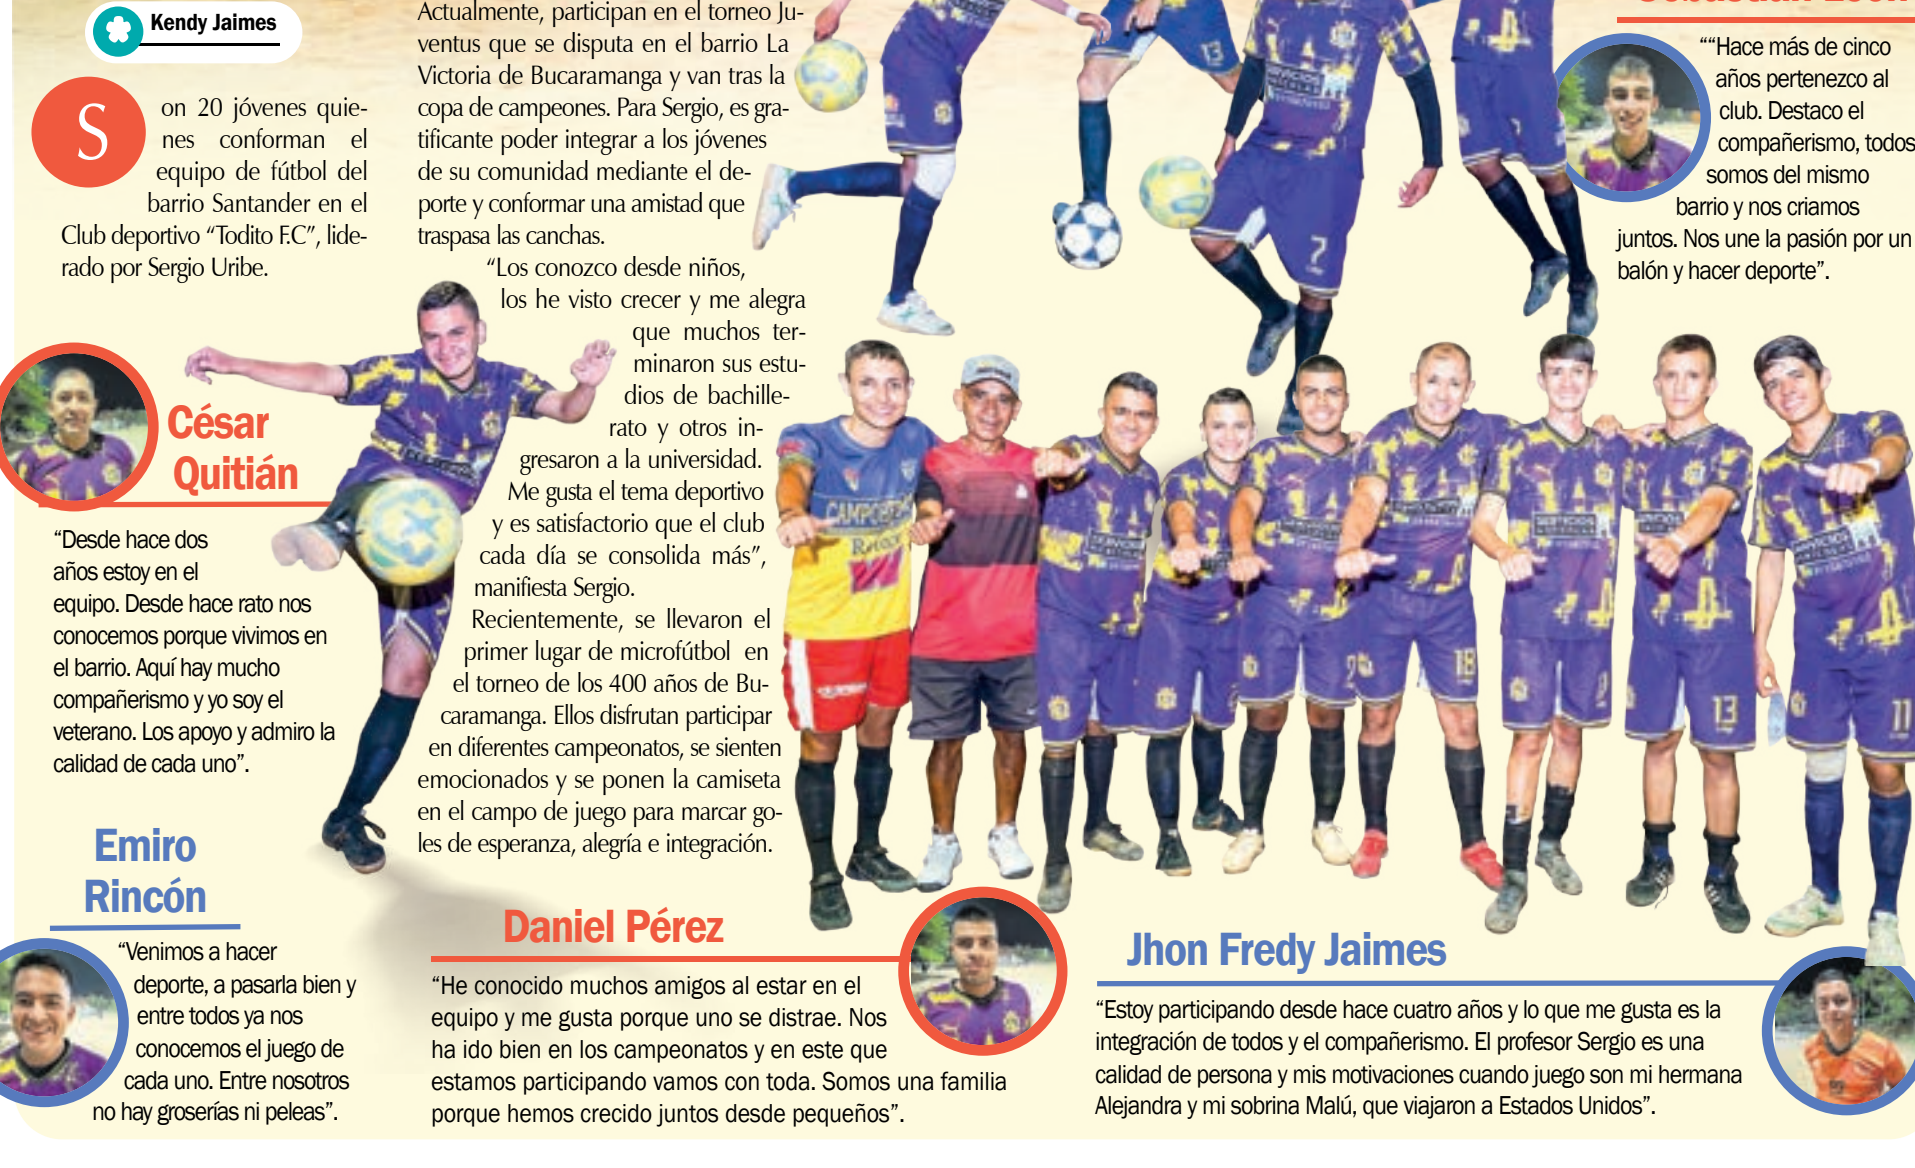 Kendy Jaimes
Son 20 jóvenes quie-
nes conforman el
equipo de fútbol del
barrio Santander en el
Club deportivo “Todito F.C”, lide-
rado por Sergio Uribe.
Actualmente, participan en el torneo Ju-
ventus que se disputa en el barrio La
Victoria de Bucaramanga y van tras la
copa de campeones. Para Sergio, es gra-
tificante poder integrar a los jóvenes
de su comunidad mediante el de-
porte y conformar una amistad que
traspasa las canchas.
“Los conozco desde niños,
los he visto crecer y me alegra
que muchos ter-
minaron sus estu-
dios de bachille-
rato y otros in-
gresaron a la universidad.
Me gusta el tema deportivo
y es satisfactorio que el club
cada día se consolida más”,
manifiesta Sergio.
Recientemente, se llevaron el
primer lugar de microfútbol en
el torneo de los 400 años de Bu-
caramanga. Ellos disfrutan participar
en diferentes campeonatos, se sienten
emocionados y se ponen la camiseta
en el campo de juego para marcar go-
les de esperanza, alegría e integración.
““Hace más de cinco
años pertenezco al
club. Destaco el
compañerismo, todos
somos del mismo
barrio y nos criamos
juntos. Nos une la pasión por un
balón y hacer deporte”.
César
Quitián
“Desde hace dos
años estoy en el
equipo. Desde hace rato nos
conocemos porque vivimos en
el barrio. Aquí hay mucho
compañerismo y yo soy el
veterano. Los apoyo y admiro la
calidad de cada uno”.
Emiro
Rincón
“Venimos a hacer
deporte, a pasarla bien y
entre todos ya nos
conocemos el juego de
cada uno. Entre nosotros
no hay groserías ni peleas”.
Daniel Pérez
“He conocido muchos amigos al estar en el
equipo y me gusta porque uno se distrae. Nos
ha ido bien en los campeonatos y en este que
estamos participando vamos con toda. Somos una familia
porque hemos crecido juntos desde pequeños”.
Jhon Fredy Jaimes
“Estoy participando desde hace cuatro años y lo que me gusta es la
integración de todos y el compañerismo. El profesor Sergio es una
calidad de persona y mis motivaciones cuando juego son mi hermana
Alejandra y mi sobrina Malú, que viajaron a Estados Unidos”.
13
7
18
13
11